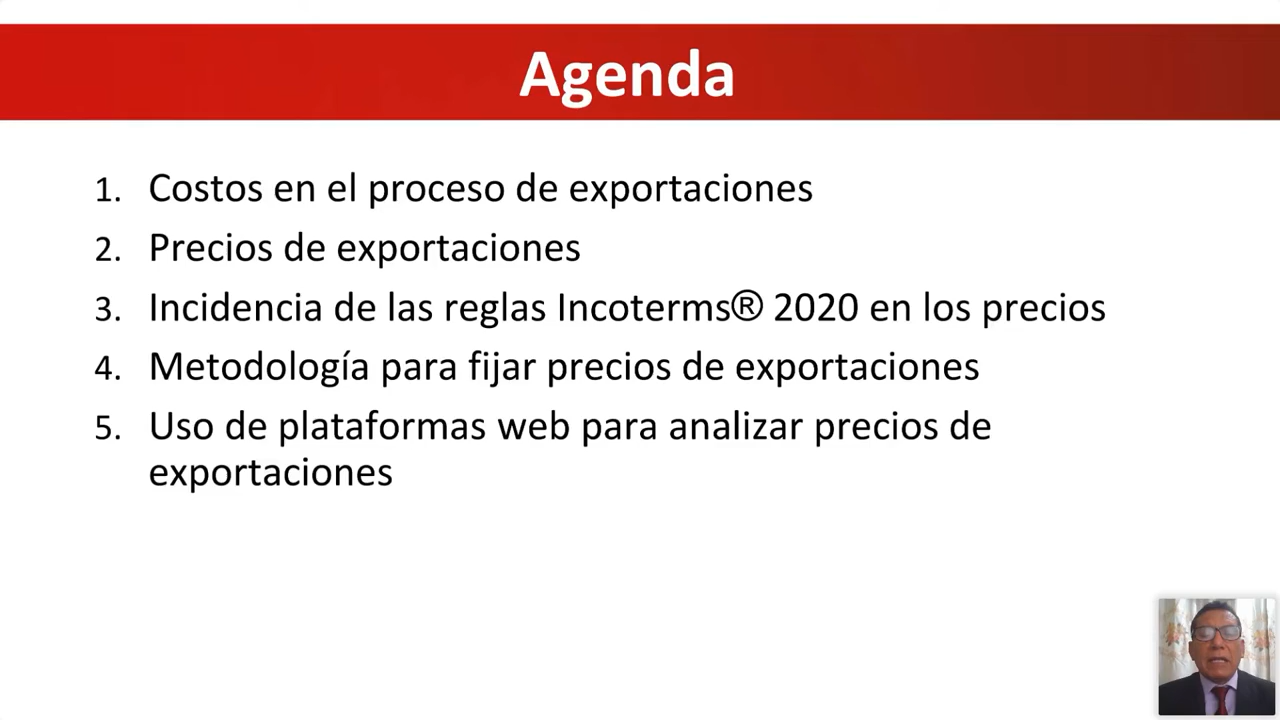 Agenda
1. Costos en el proceso de exportaciones
2. Precios de exportaciones
3. Incidencia de las reglas Incoterms® 2020 en los precios
4. Metodología para fijar precios de exportaciones
5. Uso de plataformas web para analizar precios de
exportaciones